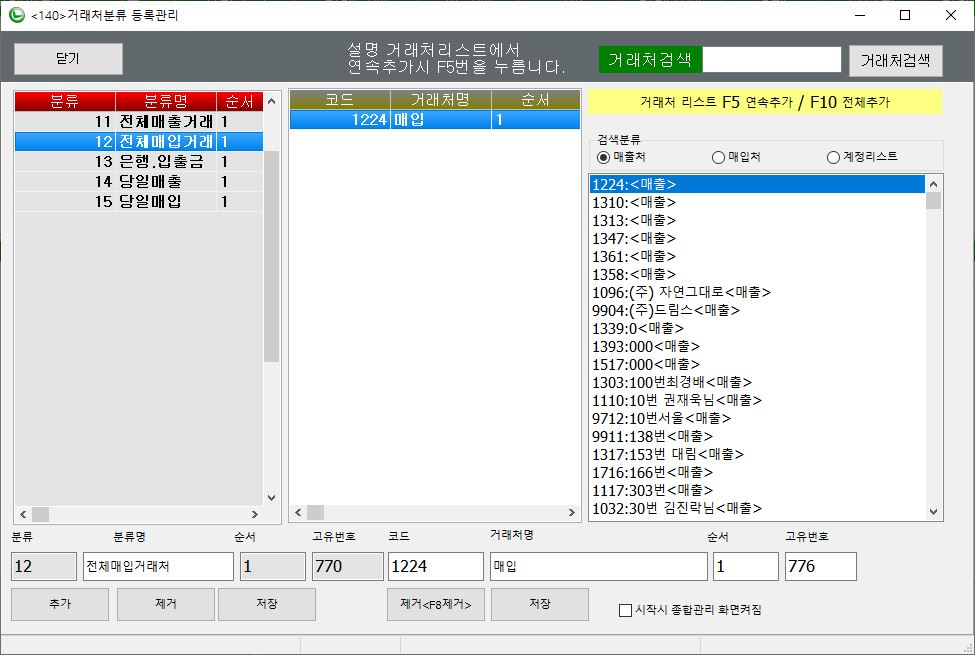 <140>거래처분류 등록관리
닫기
설명 거래처리스트에서
연속추가시 F5번을 누릅니다.
거래처검색
거래처검색
분류 분류명 순서
11 전체매출거래 1
12 전체매입거래 1
13 은행.입출금 1
14 당일매출 1
15 당일매입 1
코드 거래처명 순서
1224 매입 1
거래처 리스트 F5 연속추가 / F10 전체추가
검색분류
매출처 매입처 계정리스트
1224:<매출>
1310:<매출>
1313:<매출>
1347:<매출>
1361:<매출>
1358:<매출>
1096:(주) 자연그대로<매출>
9904:(주)드림스<매출>
1339:0<매출>
1393:000<매출>
1517:000<매출>
1303:100번최경배<매출>
1110:10번 권재욱님<매출>
9712:10번서울<매출>
9911:138번<매출>
1317:153번 대림<매출>
1716:166번<매출>
1117:303번<매출>
1032:30번 김진락님<매출>
분류 분류명 순서 고유번호 코드 거래처명 순서 고유번호
12 전체매입거래처 1 770 1224 매입 1 776
추가 제거 저장 제거<F8제거> 저장
시작시 종합관리 화면켜짐